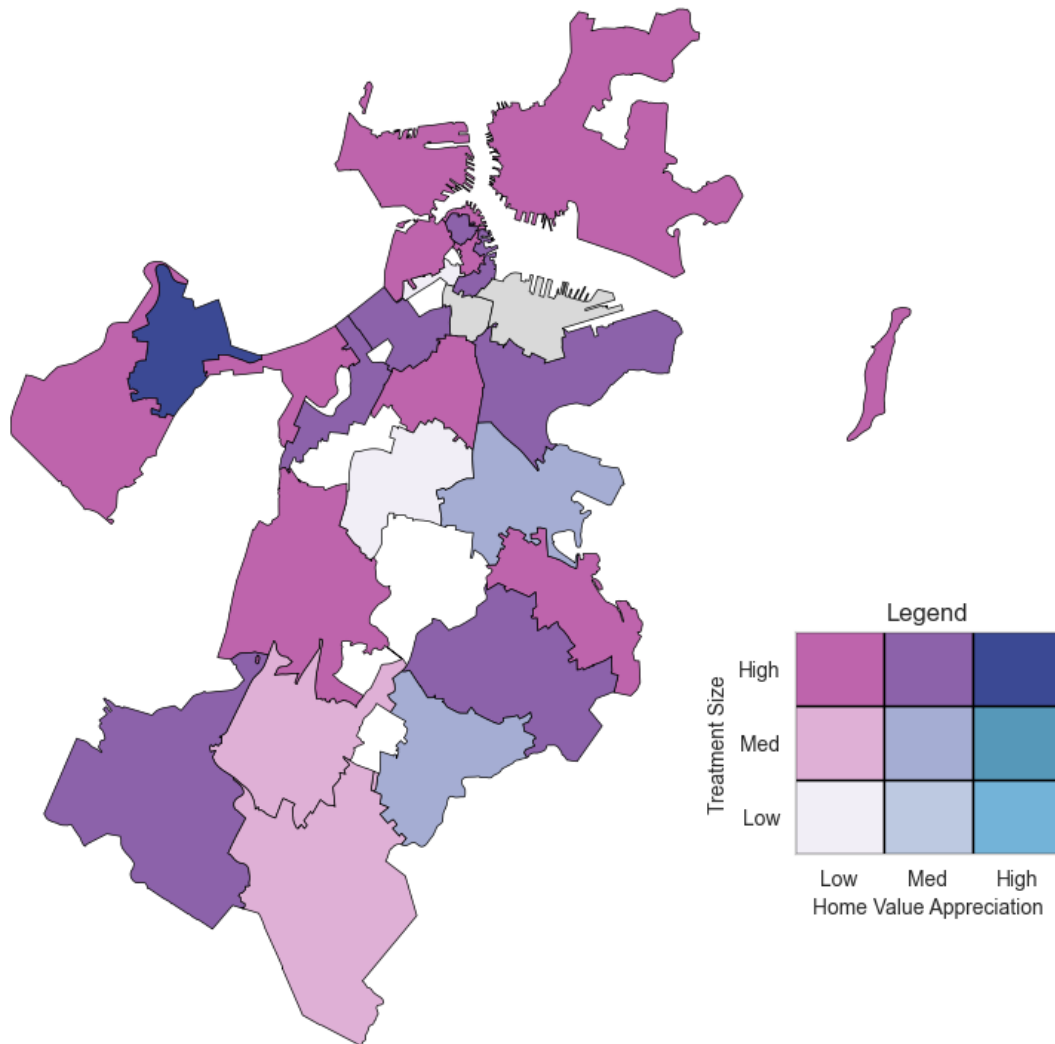 Legend
Treatment Size
High
Med
Low
Low Med High
Home Value Appreciation